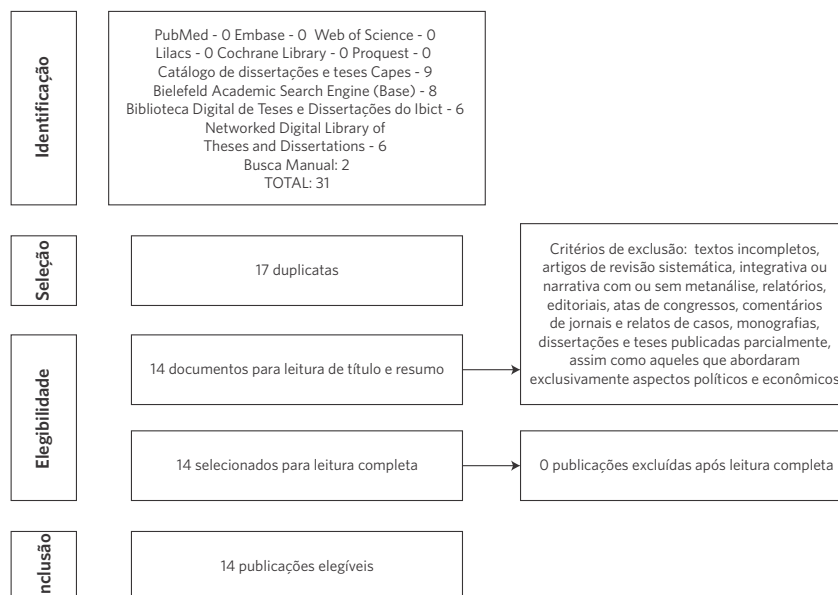 Identificação
PubMed - 0 Embase - 0 Web of Science - 0
Lilacs - 0 Cochrane Library - 0 Proquest - 0
Catálogo de dissertações e teses Capes - 9
Bielefeld Academic Search Engine (Base) - 8
Biblioteca Digital de Teses e Dissertações do Ibict - 6
Networked Digital Library of
Theses and Dissertations - 6
Busca Manual: 2
TOTAL: 31
Seleção
17 duplicatas
Critérios de exclusão: textos incompletos,
artigos de revisão sistemática, integrativa ou
narrativa com ou sem metanálise, relatórios,
editoriais, atas de congressos, comentários
de jornais e relatos de casos, monografias,
dissertações e teses publicadas parcialmente,
assim como aqueles que abordaram
exclusivamente aspectos políticos e econômicos
Elegibilidade
14 documentos para leitura de título e resumo
14 selecionados para leitura completa
0 publicações excluídas após leitura completa
nclusão
14 publicações elegíveis